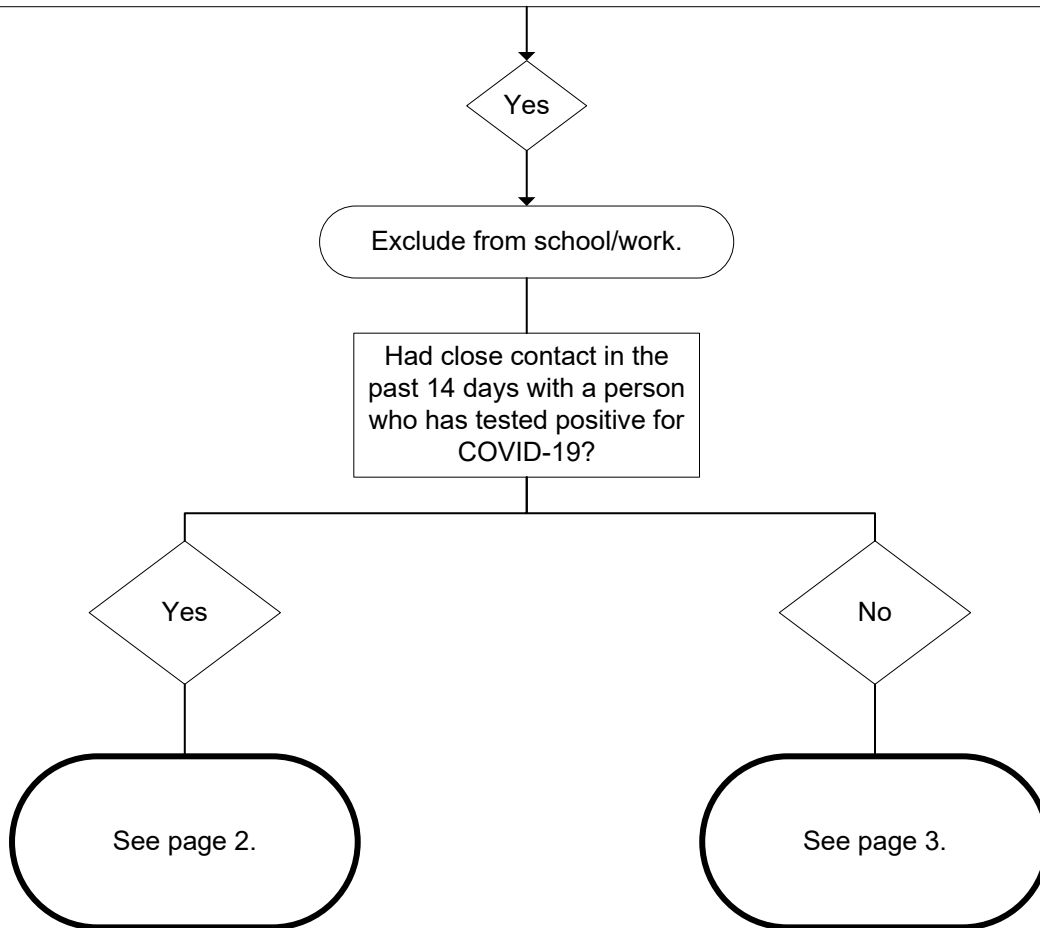 Yes
Exclude from school/work.
Had close contact in the
past 14 days with a person
who has tested positive for
COVID-19?
Yes
No
See page 2.
See page 3.